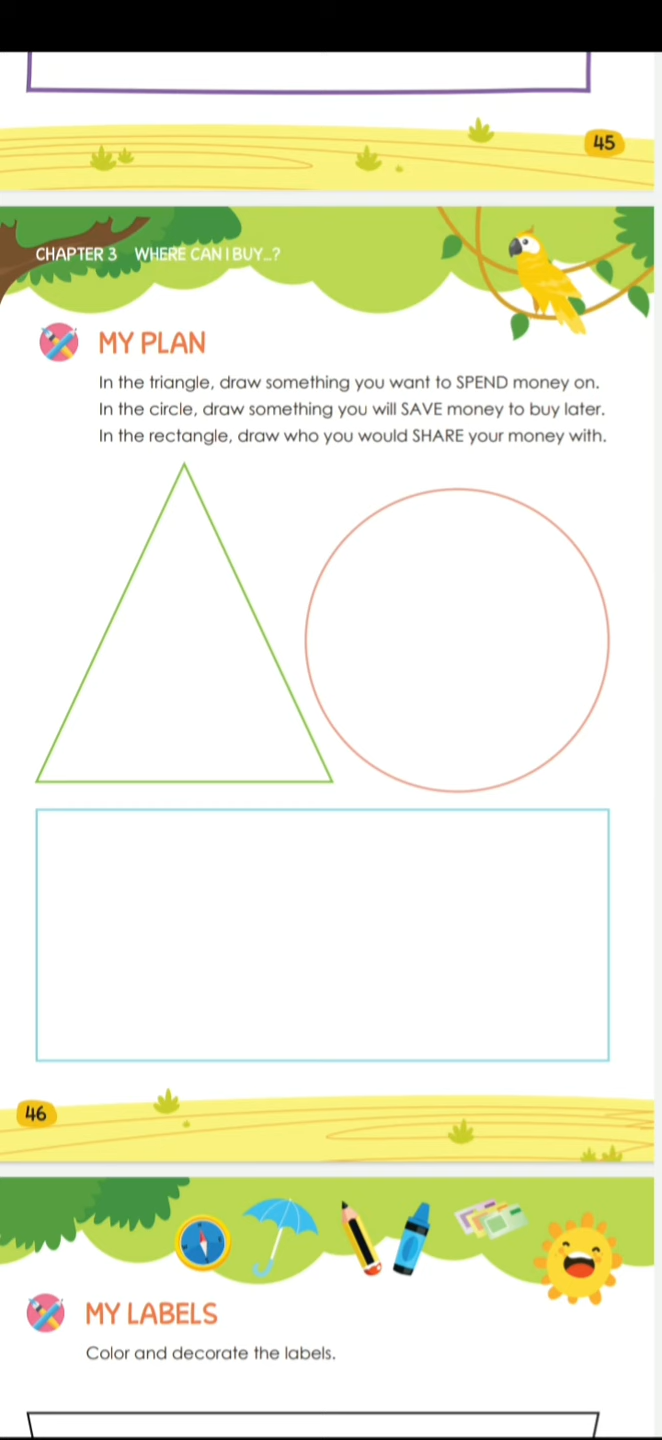 45
CHAPTER 3 WHERE CAN I BUY...?
MY PLAN
In the triangle, draw something you want to SPEND money on.
In the circle, draw something you will SAVE money to buy later.
In the rectangle, draw who you would SHARE your money with.
46
MY LABELS
Color and decorate the labels.